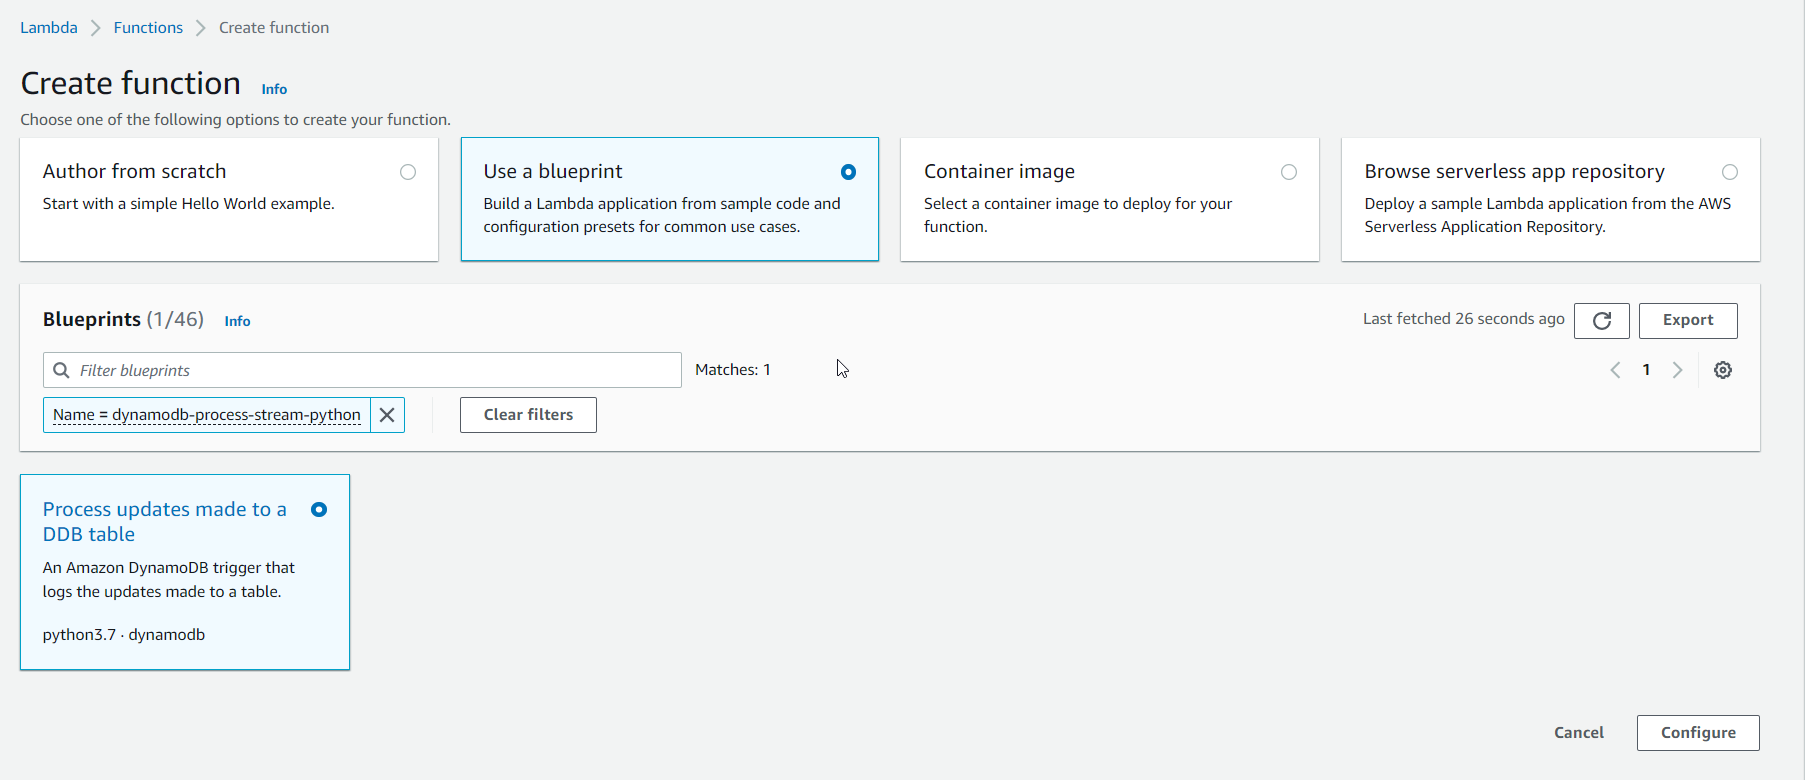 Lambda Functions Create function
Create function Info
Choose one of the following options to create your function.
Author from scratch
Start with a simple Hello World example.
Use a blueprint
Build a Lambda application from sample code and
configuration presets for common use cases.
Container image
Select a container image to deploy for your
function.
Browse serverless app repository
Deploy a sample Lambda application from the AWS
Serverless Application Repository.
Blueprints (1/46) Info
Last fetched 26 seconds ago
Export
Filter blueprints
Matches: 1
1
Name = dynamodb-process-stream-python
Clear filters
Process updates made to a
DDB table
An Amazon DynamoDB trigger that
logs the updates made to a table.
python3.7 · dynamodb
Cancel
Configure